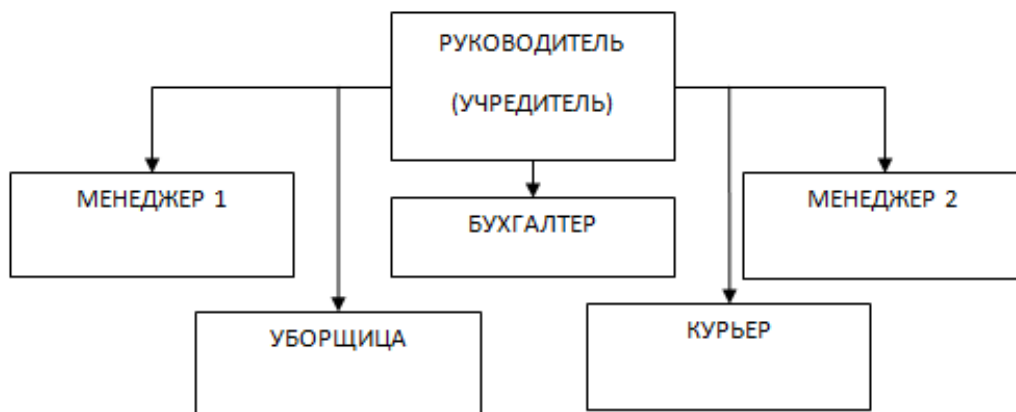 РУКОВОДИТЕЛЬ
(УЧРЕДИТЕЛЬ)
МЕНЕДЖЕР 1
БУХГАЛТЕР
МЕНЕДЖЕР 2
УБОРЩИЦА
КУРЬЕР